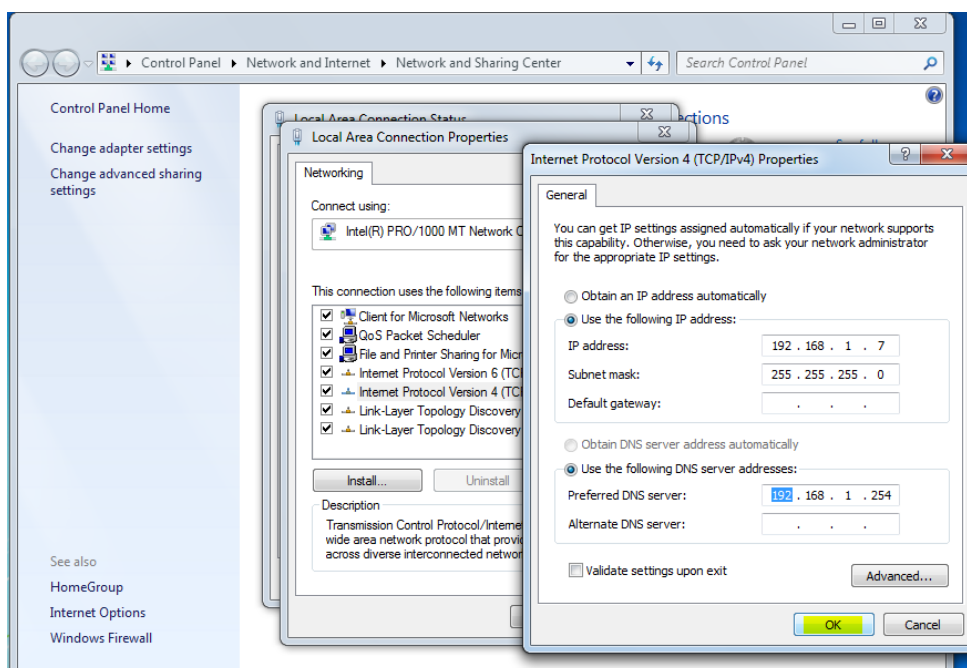 Control Panel Network and Internet Network and Sharing Center Search Control Panel
Control Panel Home
Change adapter settings
Change advanced sharing
settings
See also
HomeGroup
Internet Options
Windows Firewall
Local Area Connection Status
Local Area Connection Properties
Networking
Connect using:
Intel(R) PRO/1000 MT Network C
This connection uses the following items
Client for Microsoft Networks
QoS Packet Scheduler
File and Printer Sharing for Micr
Internet Protocol Version 6 (TC
Internet Protocol Version 4 (TC
Link-Layer Topology Discovery
Link-Layer Topology Discovery
Install... Uninstall
Description
Transmission Control Protocol/Interne
wide area network protocol that provid
across diverse interconnected networ
ctions
Internet Protocol Version 4 (TCP/IPv4) Properties
General
You can get IP settings assigned automatically if your network supports
this capability. Otherwise, you need to ask your network administrator
for the appropriate IP settings.
Obtain an IP address automatically
Use the following IP address:
IP address: 192 . 168 . 1 . 7
Subnet mask: 255 . 255 . 255 . 0
Default gateway: . . .
Obtain DNS server address automatically
Use the following DNS server addresses:
Preferred DNS server: 192 . 168 . 1 . 254
Alternate DNS server: . . .
Validate settings upon exit
Advanced...
OK Cancel